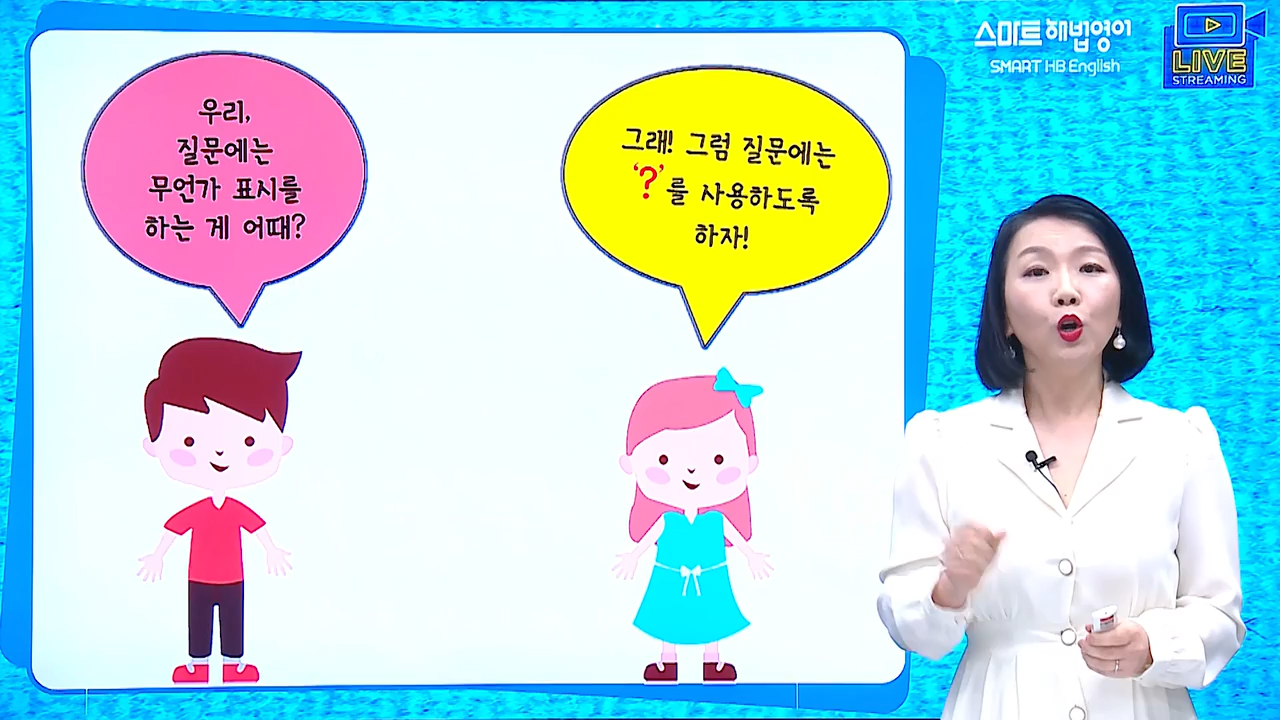 우리,
질문에는
무언가 표시를
하는 게 어때?
그래! 그럼 질문에는
'?'를 사용하도록
하자!
스마트 해법영어
SMART HB English
LIVE
STREAMING